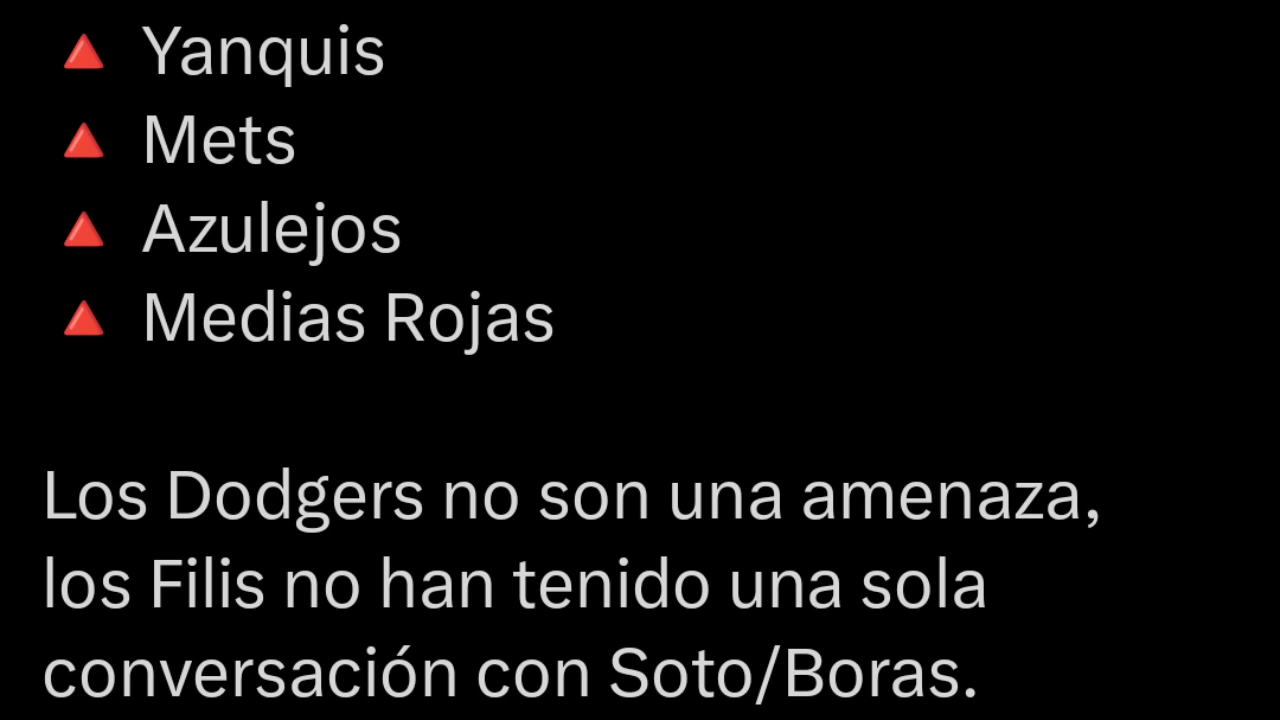 🔺 Yanquis
🔺 Mets
🔺 Azulejos
🔺 Medias Rojas
Los Dodgers no son una amenaza,
los Filis no han tenido una sola
conversación con Soto/Boras.